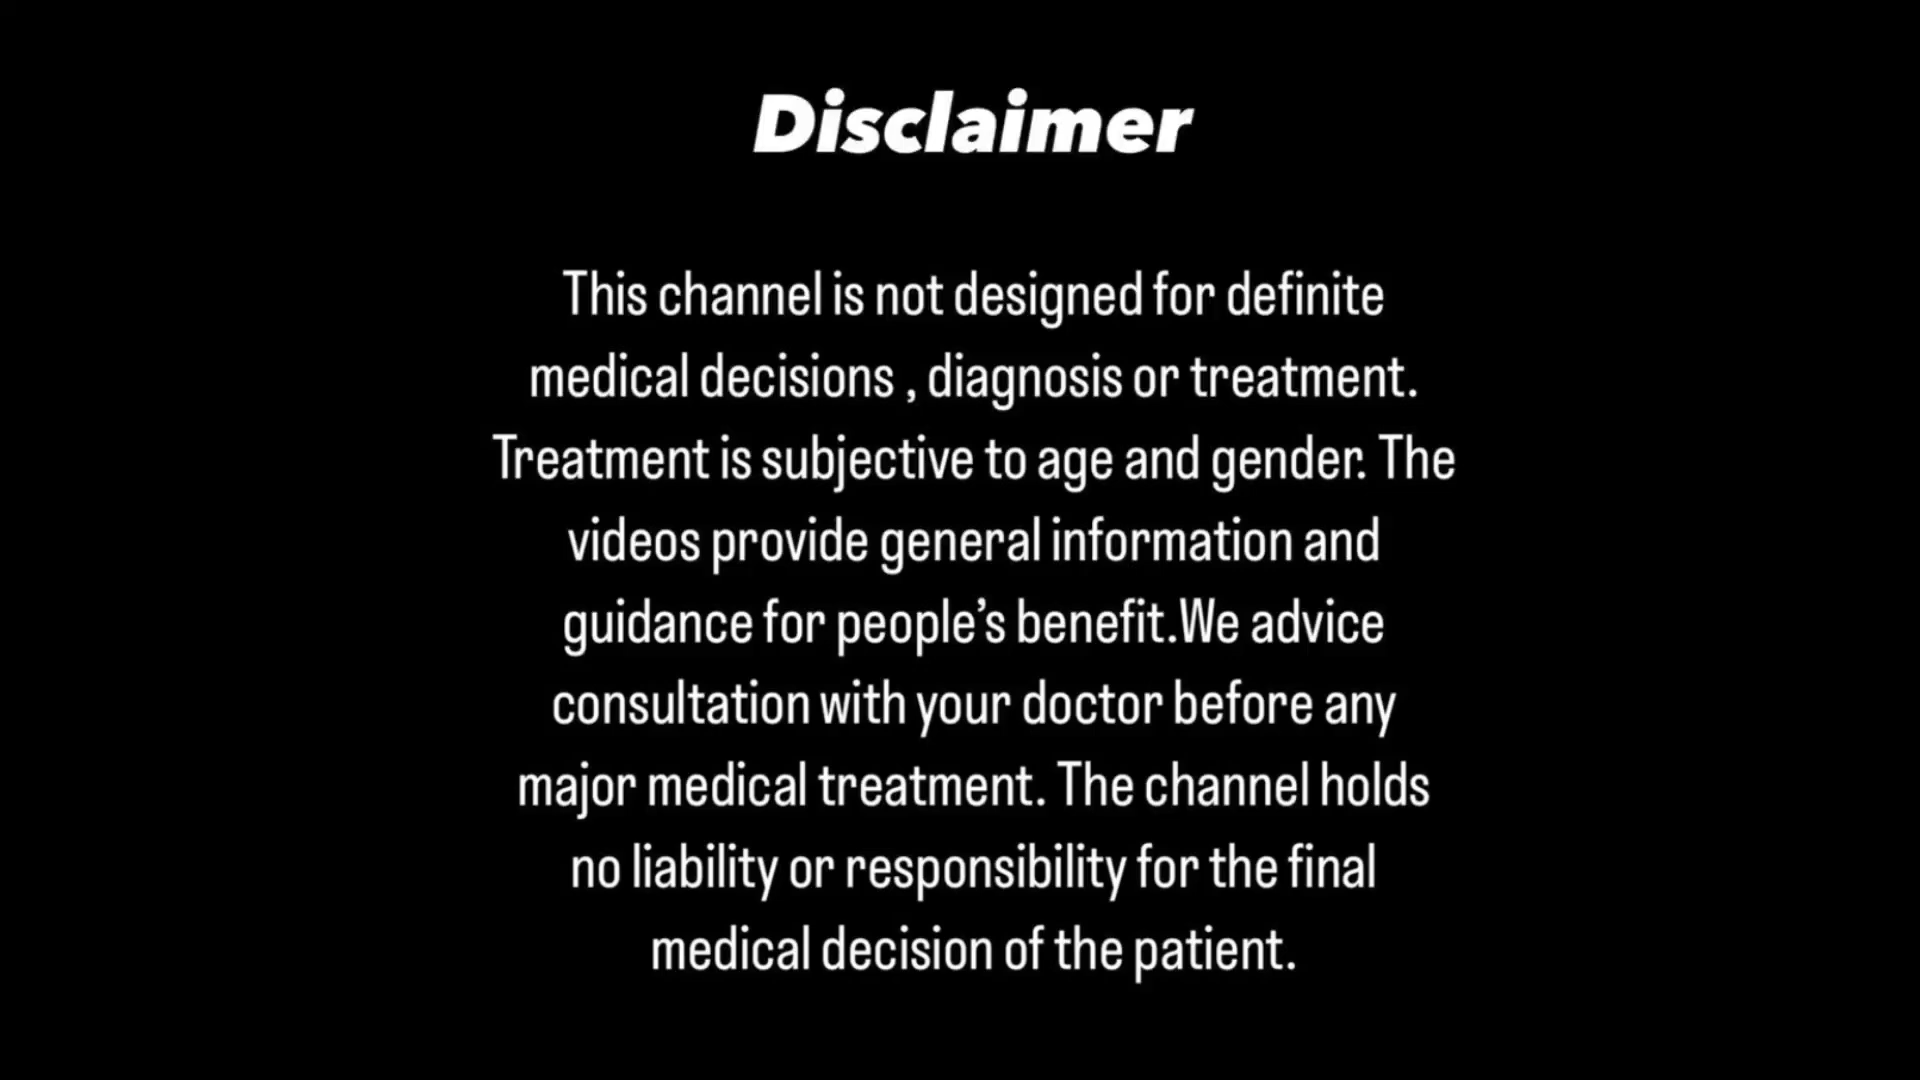 Disclaimer
This channel is not designed for definite
medical decisions , diagnosis or treatment.
Treatment is subjective to age and gender. The
videos provide general information and
guidance for people’s benefit.We advice
consultation with your doctor before any
major medical treatment. The channel holds
no liability or responsibility for the final
medical decision of the patient.